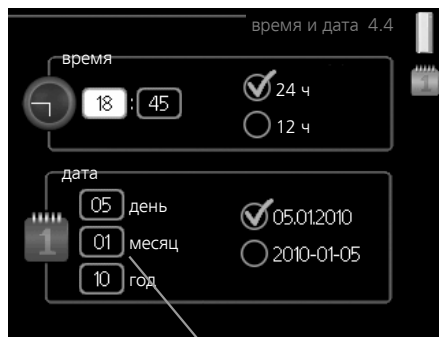 время и дата 4.4
время
18 : 45
24 ч
12 ч
дата
05 день
01 месяц
10 год
05.01.2010
2010-01-05
1
1